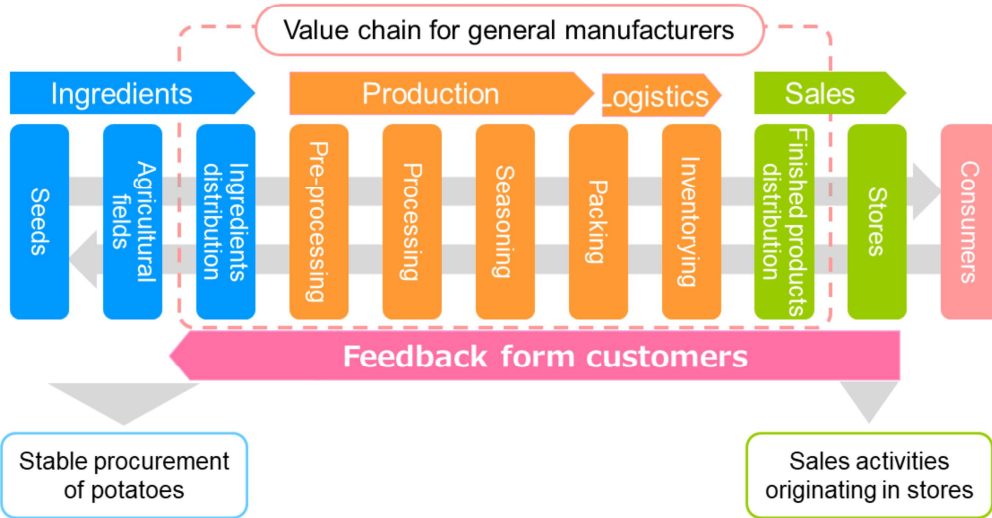 Value chain for general manufacturers
Ingredients
Production
Logistics
Sales
Seeds
Agricultural
fields
Ingredients
distribution
Pre-processing
Processing
Seasoning
Packing
Inventorying
Finished products
distribution
Stores
Consumers
Feedback form customers
Stable procurement
of potatoes
Sales activities
originating in stores